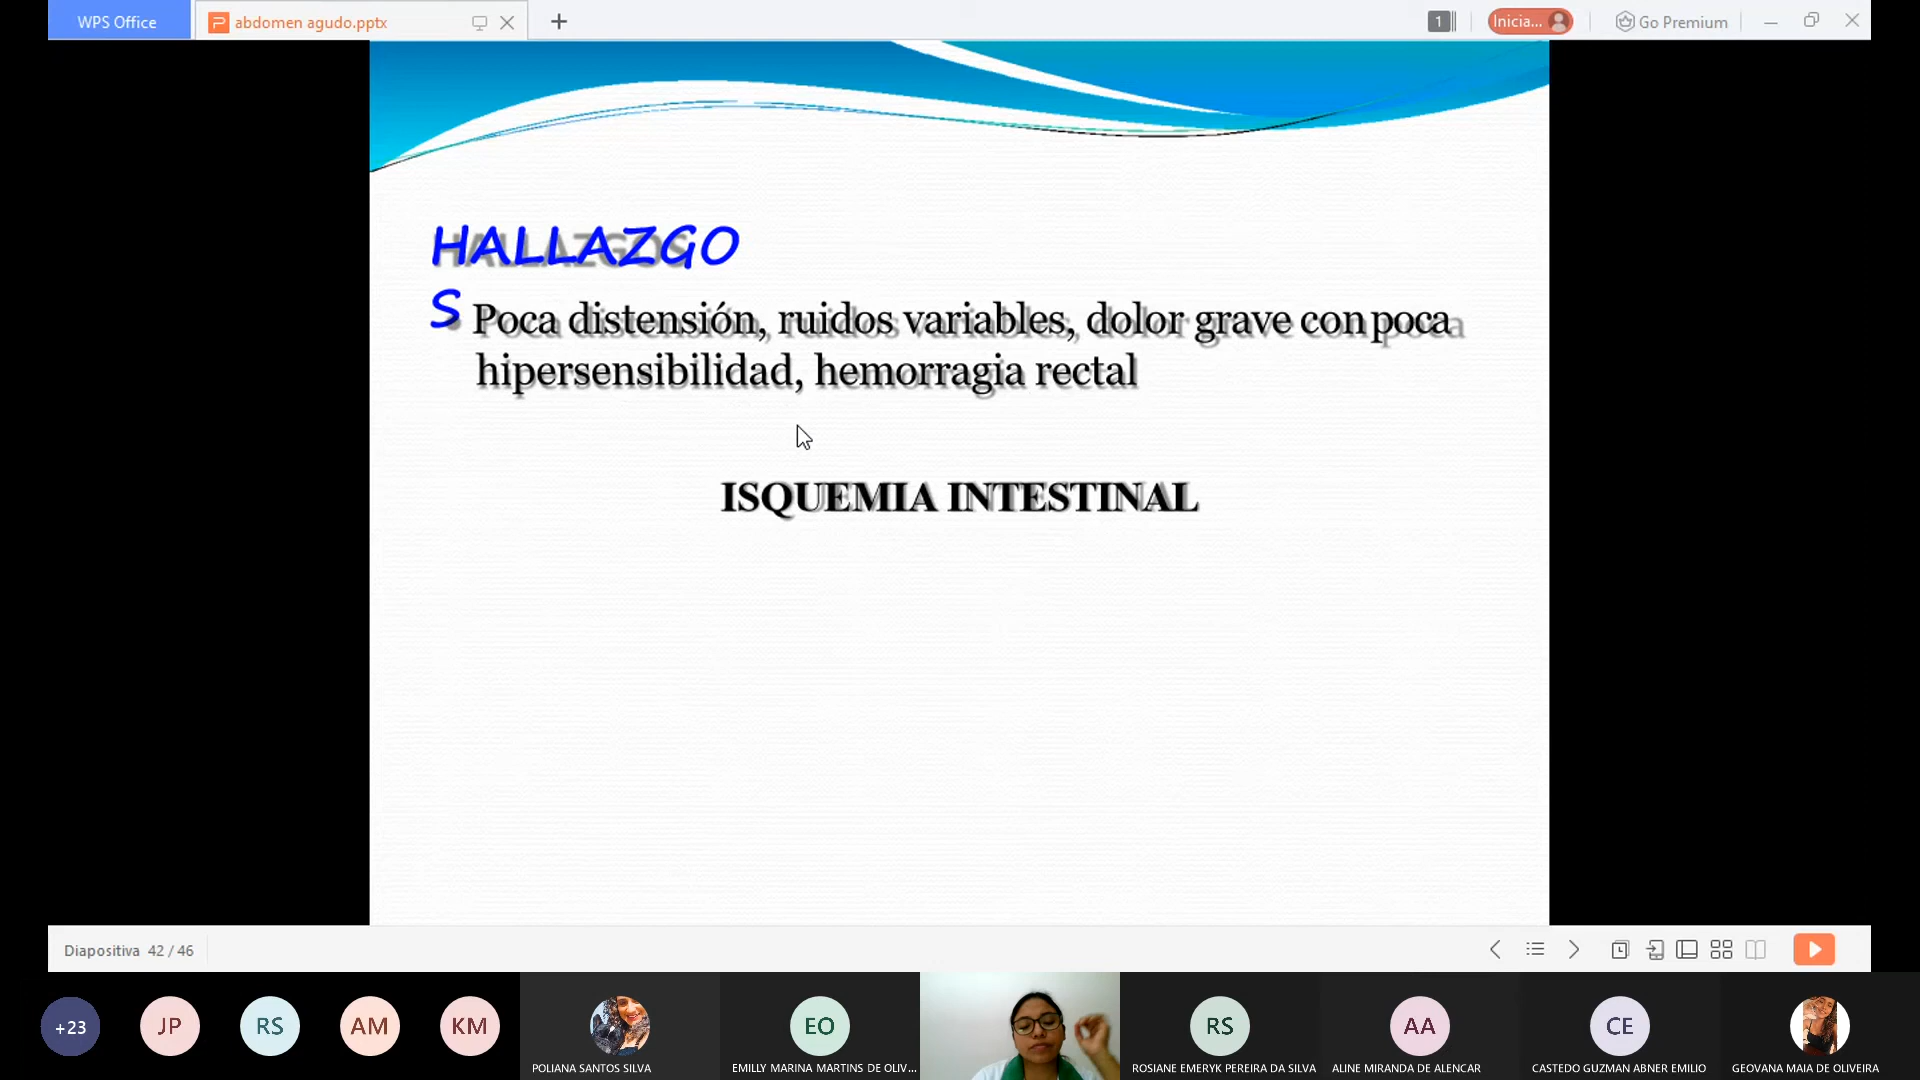 WPS Office
abdomen agudo.pptx
1
Inicia...
Go Premium
HALLAZGO
S
Poca distensión, ruidos variables, dolor grave con poca
hipersensibilidad, hemorragia rectal
ISQUEMIA INTESTINAL
Diapositiva 42 / 46
+23
JP
RS
AM
KM
EO
RS
AA
CE
POLIANA SANTOS SILVA
EMILLY MARINA MARTINS DE OLIV...
ROSIANE EMERYK PEREIRA DA SILVA
ALINE MIRANDA DE ALENCAR
CASTEDO GUZMAN ABNER EMILIO
GEOVANA MAIA DE OLIVEIRA